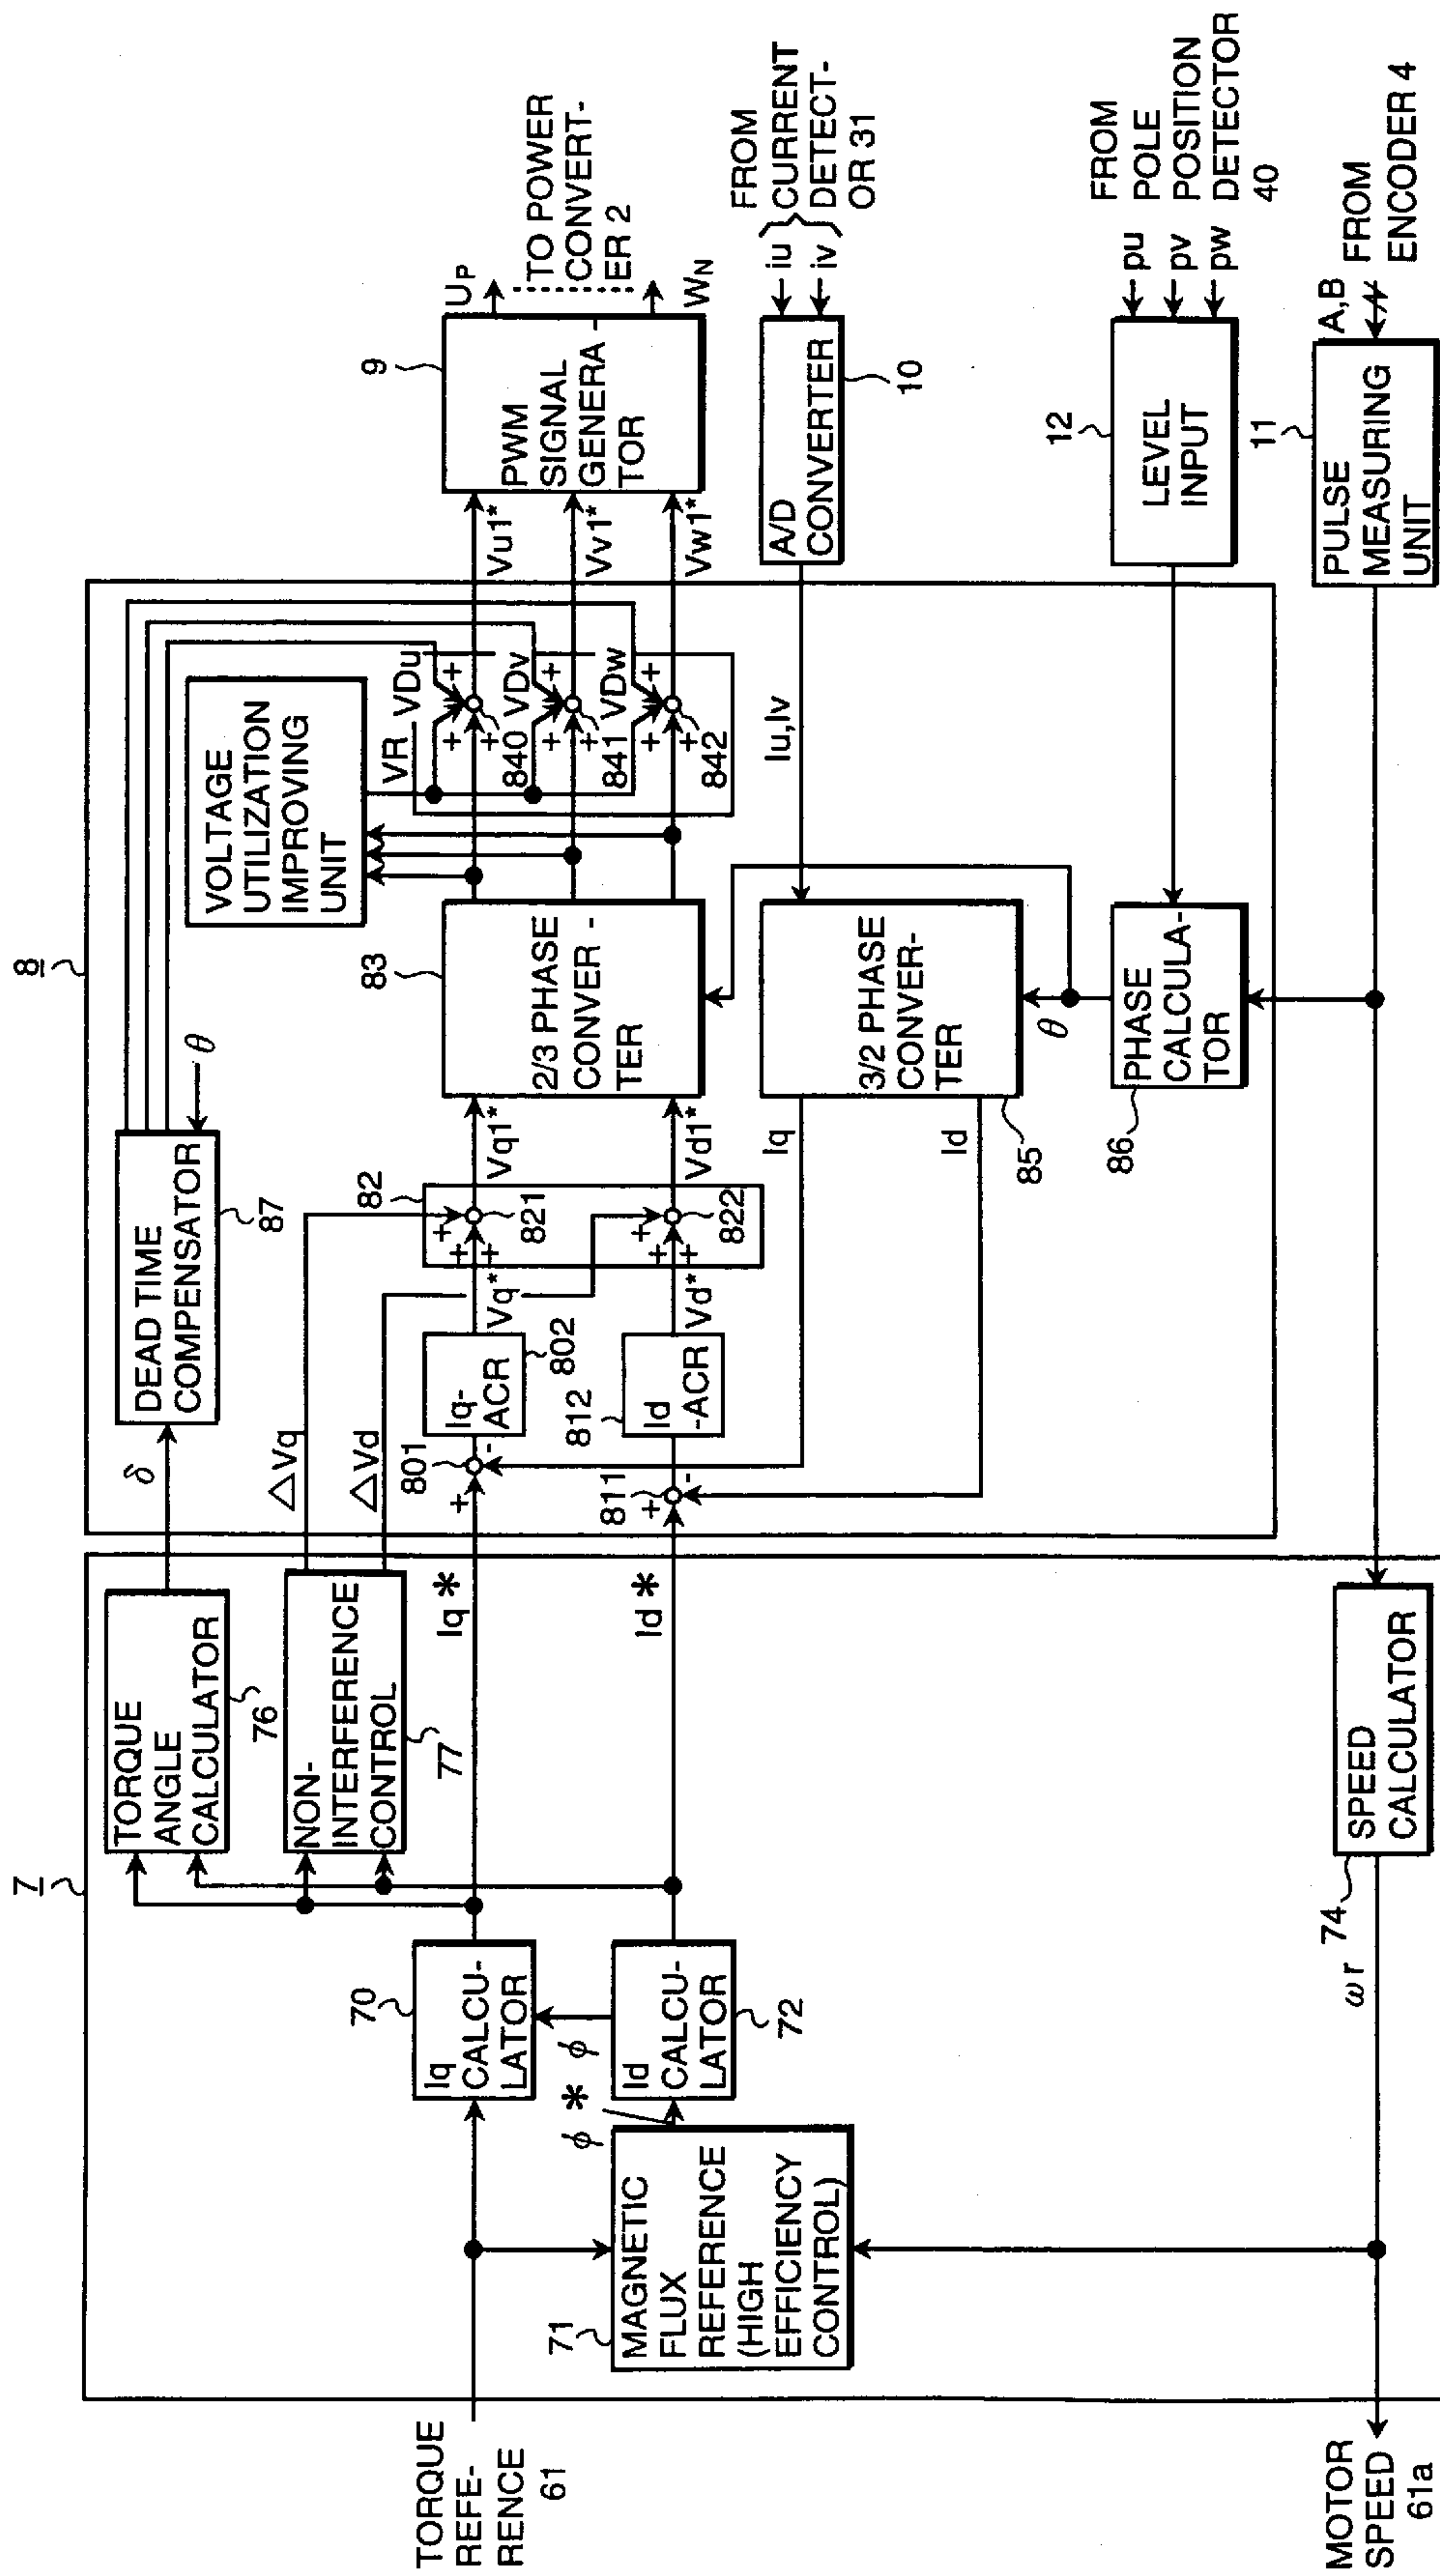 7
8
TORQUE
REFE-
RENCE
61
MOTOR
SPEED
61a
71
MAGNETIC
FLUX
REFERENCE
(HIGH
EFFICIENCY
CONTROL)
ϕ *
ϕ
70
Iq
CALCU-
LATOR
Id
CALCU-
LATOR
72
TORQUE
ANGLE
CALCULATOR
76
NON-
INTERFERENCE
CONTROL
77
Iq *
Id *
ωr
74
SPEED
CALCULATOR
δ
△Vq
△Vd
DEAD TIME
COMPENSATOR
87
θ
801
+
-
Iq-
ACR
802
811
+
-
Id
-ACR
812
Vq*
Vd*
82
+
+
+
821
+
+
+
822
Vq1*
Vd1*
83
2/3 PHASE
CONVER-
TER
Iq
Id
3/2 PHASE
CONVER-
TER
85
θ
86
PHASE
CALCULA-
TOR
VOLTAGE
UTILIZATION
IMPROVING
UNIT
VR
VDu
+
+
+
840
VDv
+
+
+
841
VDw
+
+
+
842
Iu,Iv
Vu1*
Vv1*
Vw1*
9
PWM
SIGNAL
GENERA-
TOR
UP
WN
TO POWER
CONVERT-
ER 2
A/D
CONVERTER
10
iu
iv
FROM
CURRENT
DETECT-
OR 31
12
LEVEL
INPUT
pu
pv
pw
FROM
POLE
POSITION
DETECTOR
40
11
PULSE
MEASURING
UNIT
A,B
FROM
ENCODER 4